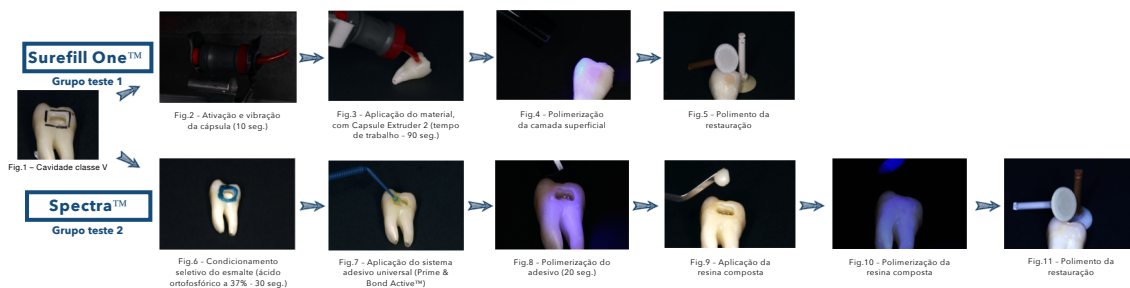 Surefill One™
Grupo teste 1
Fig.1 – Cavidade classe V
Fig.2 - Ativação e vibração
da cápsula (10 seg.)
Fig.3 - Aplicação do material,
com Capsule Extruder 2 (tempo
de trabalho - 90 seg.)
Fig.4 - Polimerização
da camada superficial
Fig.5 - Polimento da
restauração
Spectra™
Grupo teste 2
Fig.6 - Condicionamento
seletivo do esmalte (ácido
ortofosfórico a 37% - 30 seg.)
Fig.7 - Aplicação do sistema
adesivo universal (Prime &
Bond Active™)
Fig.8 - Polimerização do
adesivo (20 seg.)
Fig.9 - Aplicação da
resina composta
Fig.10 - Polimerização da
resina composta
Fig.11 - Polimento da
restauração